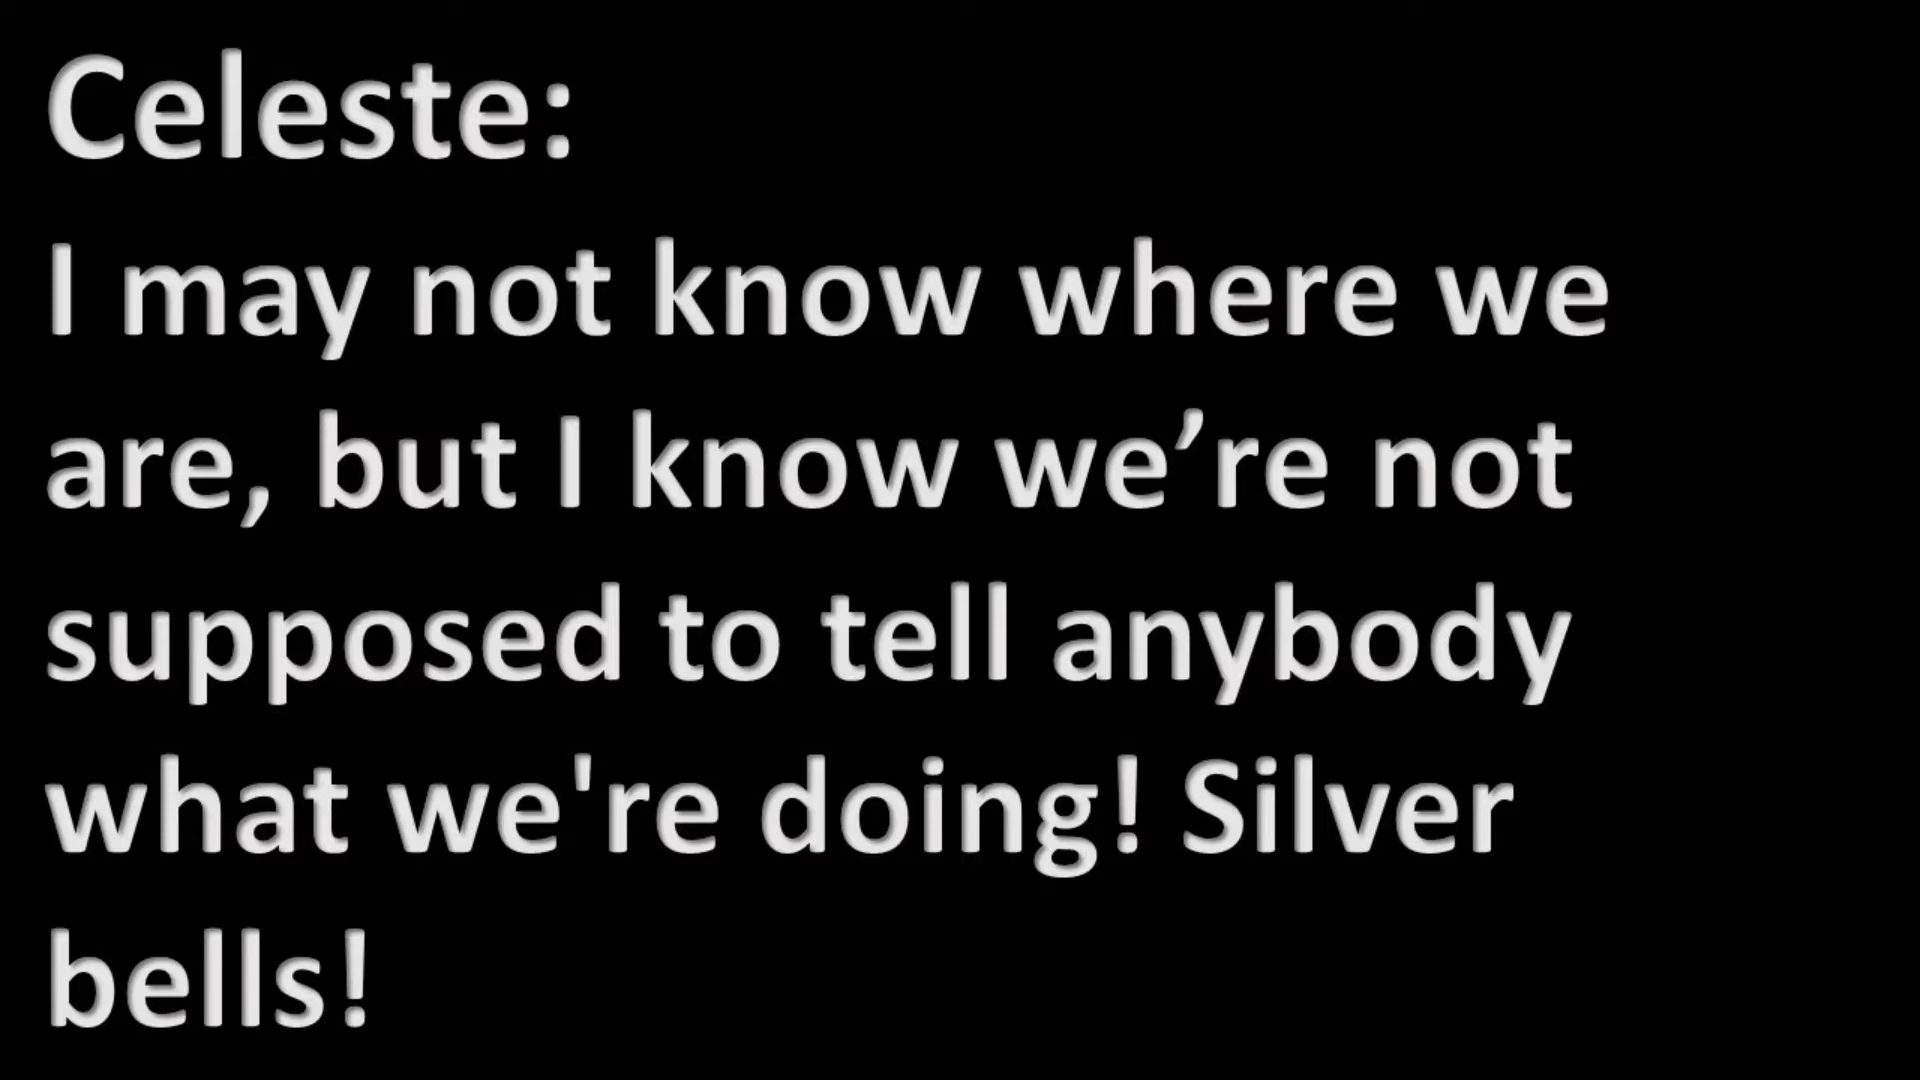 Celeste:
I may not know where we
are, but I know we’re not
supposed to tell anybody
what we're doing! Silver
bells!